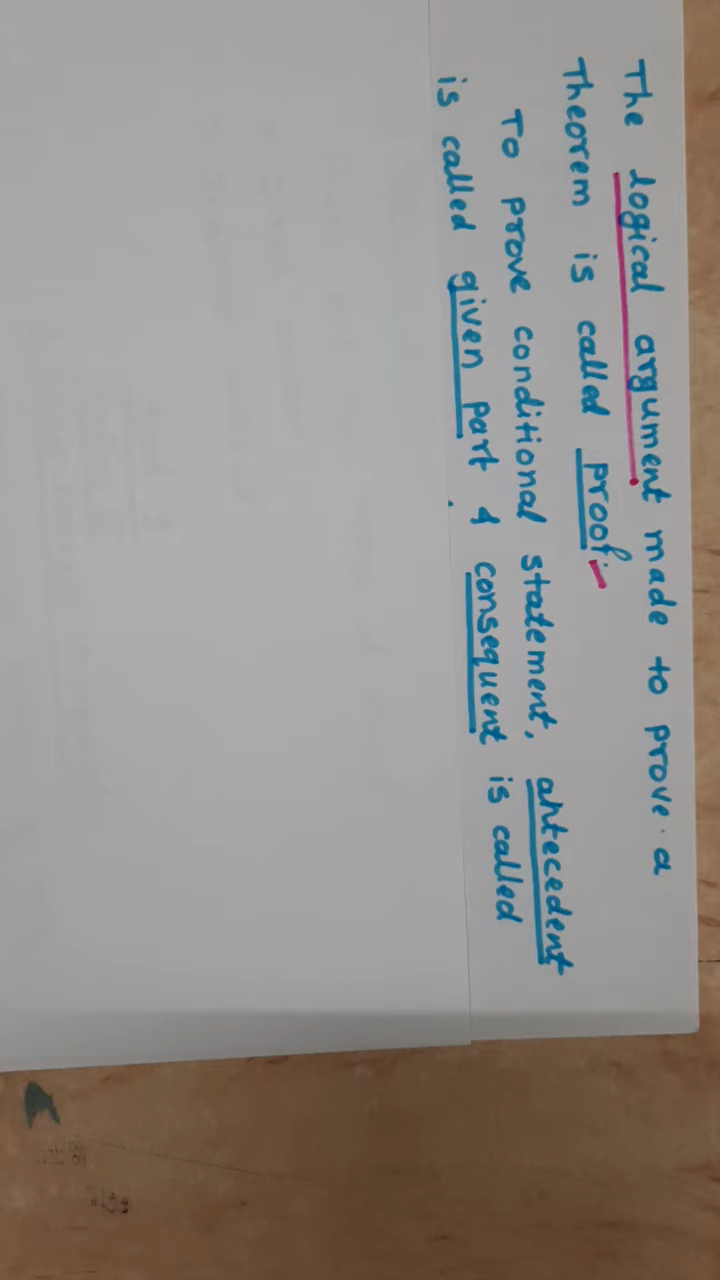 The logical argument made to prove a
Theorem is called proof.
To prove conditional statement, antecedent
is called given part & consequent is called